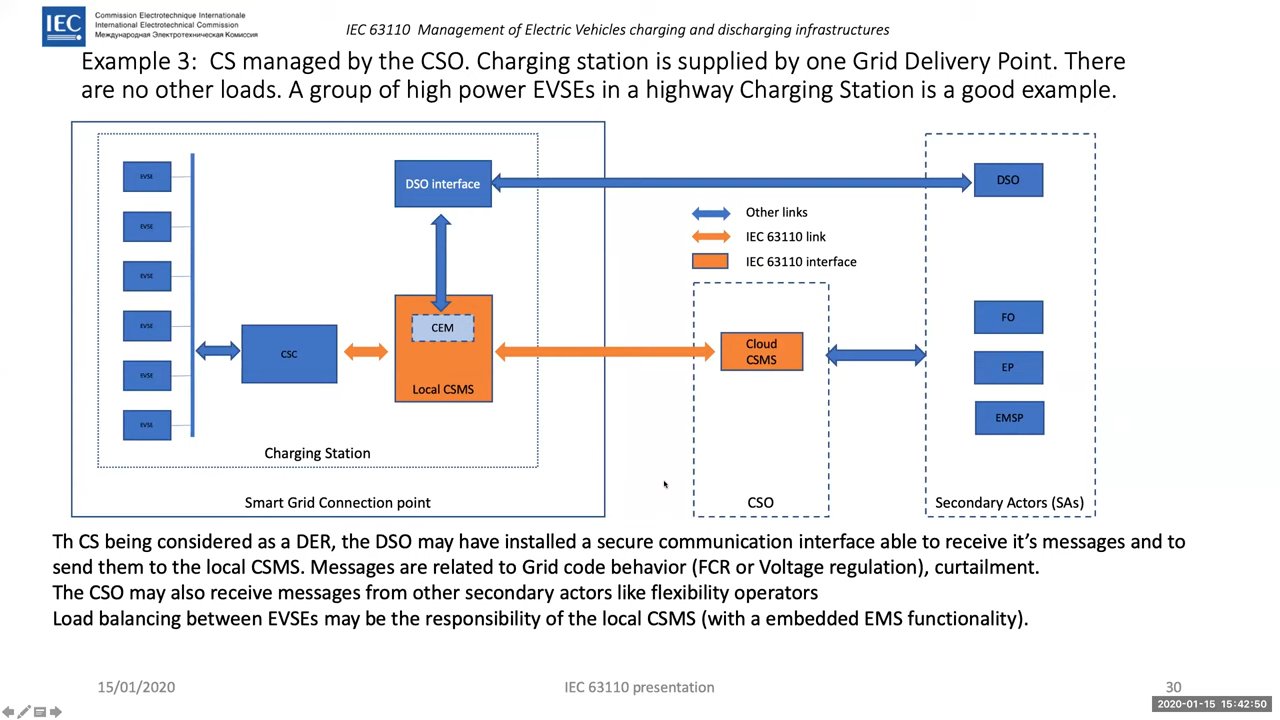 IEC
Commission Electrotechnique Internationale
International Electrotechnical Commission
Международная Электротехническая Комиссия
IEC 63110 Management of Electric Vehicles charging and discharging infrastructures
Example 3: CS managed by the CSO. Charging station is supplied by one Grid Delivery Point. There
are no other loads. A group of high power EVSEs in a highway Charging Station is a good example.
EVSE
EVSE
EVSE
EVSE
EVSE
EVSE
CSC
DSO interface
CEM
Local CSMS
Charging Station
Smart Grid Connection point
Other links
IEC 63110 link
IEC 63110 interface
Cloud
CSMS
CSO
DSO
FO
EP
EMSP
Secondary Actors (SAs)
Th CS being considered as a DER, the DSO may have installed a secure communication interface able to receive it's messages and to
send them to the local CSMS. Messages are related to Grid code behavior (FCR or Voltage regulation), curtailment.
The CSO may also receive messages from other secondary actors like flexibility operators
Load balancing between EVSEs may be the responsibility of the local CSMS (with a embedded EMS functionality).
15/01/2020
IEC 63110 presentation
30
2020-01-15 15:42:50